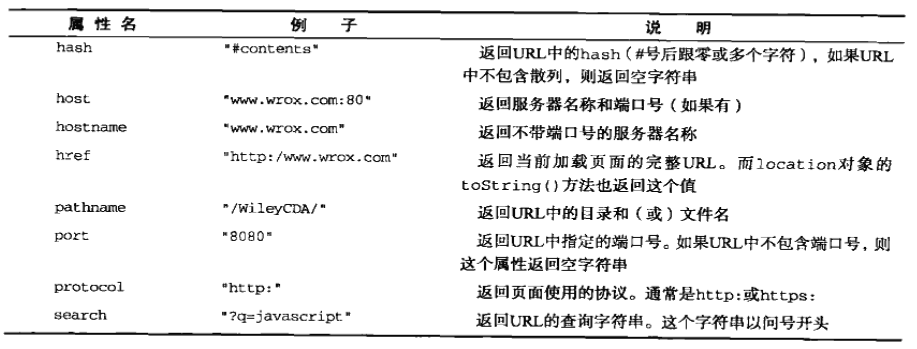 属性名 例子 说明
hash "#contents" 返回URL中的hash（#号后跟零或多个字符），如果URL
中不包含散列，则返回空字符串
host "www.wrox.com:80" 返回服务器名称和端口号（如果有）
hostname "www.wrox.com" 返回不带端口号的服务器名称
href "http:/www.wrox.com" 返回当前加载页面的完整URL。而location对象的
toString()方法也返回这个值
pathname "/WileyCDA/" 返回URL中的目录和（或）文件名
port "8080" 返回URL中指定的端口号。如果URL中不包含端口号，则
这个属性返回空字符串
protocol "http:" 返回页面使用的协议。通常是http:或https:
search "?q=javascript" 返回URL的查询字符串。这个字符串以问号开头